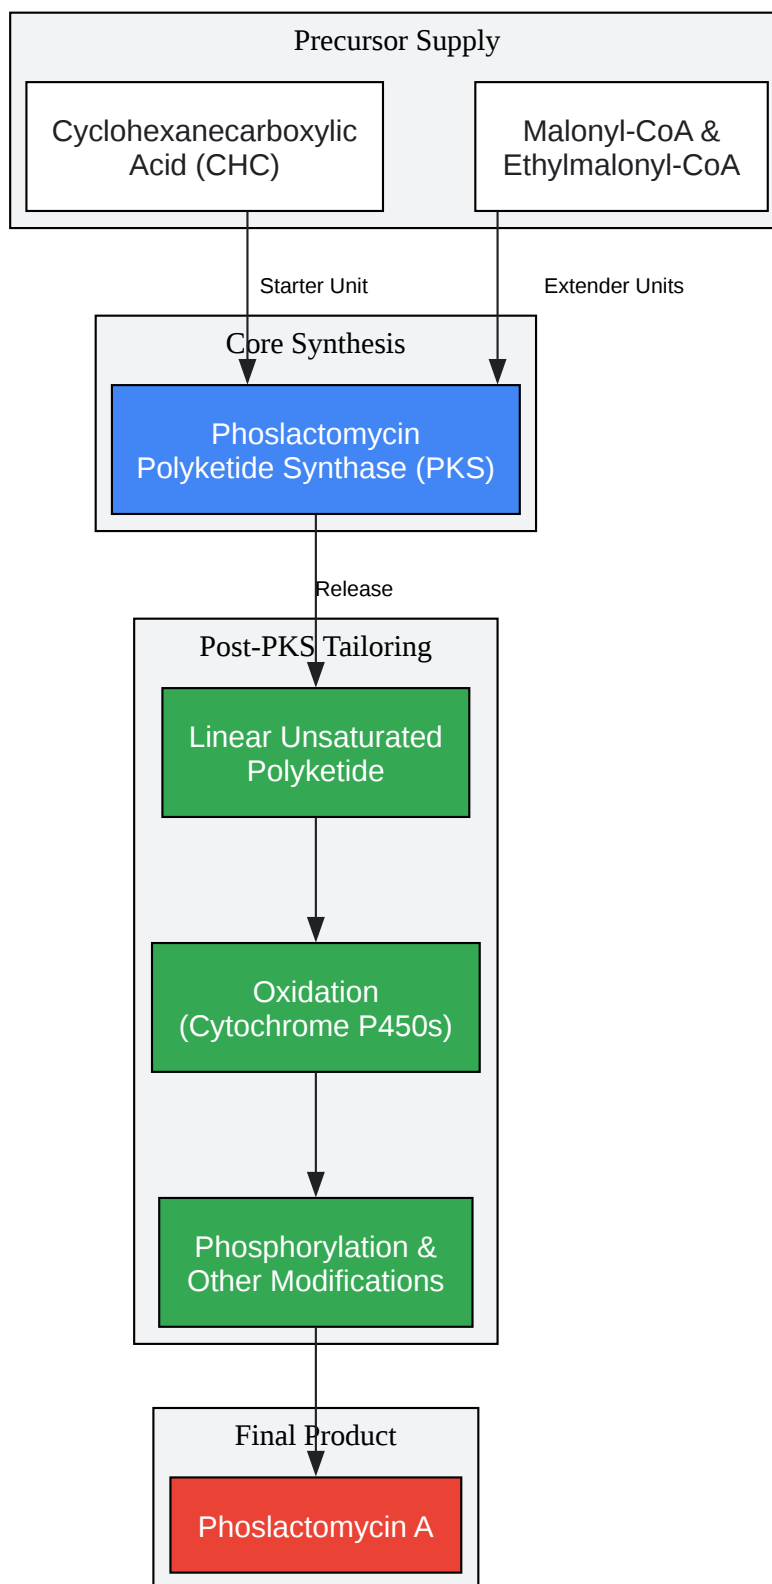 Precursor Supply
Cyclohexanecarboxylic
Acid (CHC)
Malonyl-CoA &
Ethylmalonyl-CoA
Starter Unit
Extender Units
Core Synthesis
Phoslactomycin
Polyketide Synthase (PKS)
Release
Post-PKS Tailoring
Linear Unsaturated
Polyketide
Oxidation
(Cytochrome P450s)
Phosphorylation &
Other Modifications
Final Product
Phoslactomycin A